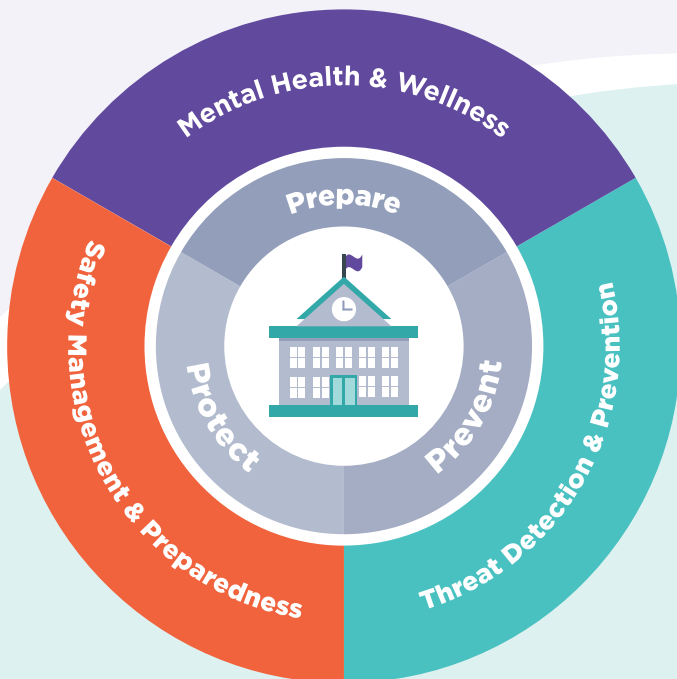 Mental Health & Wellness
Prepare
Safety Management & Preparedness
Protect
Prevent
Threat Detection & Prevention